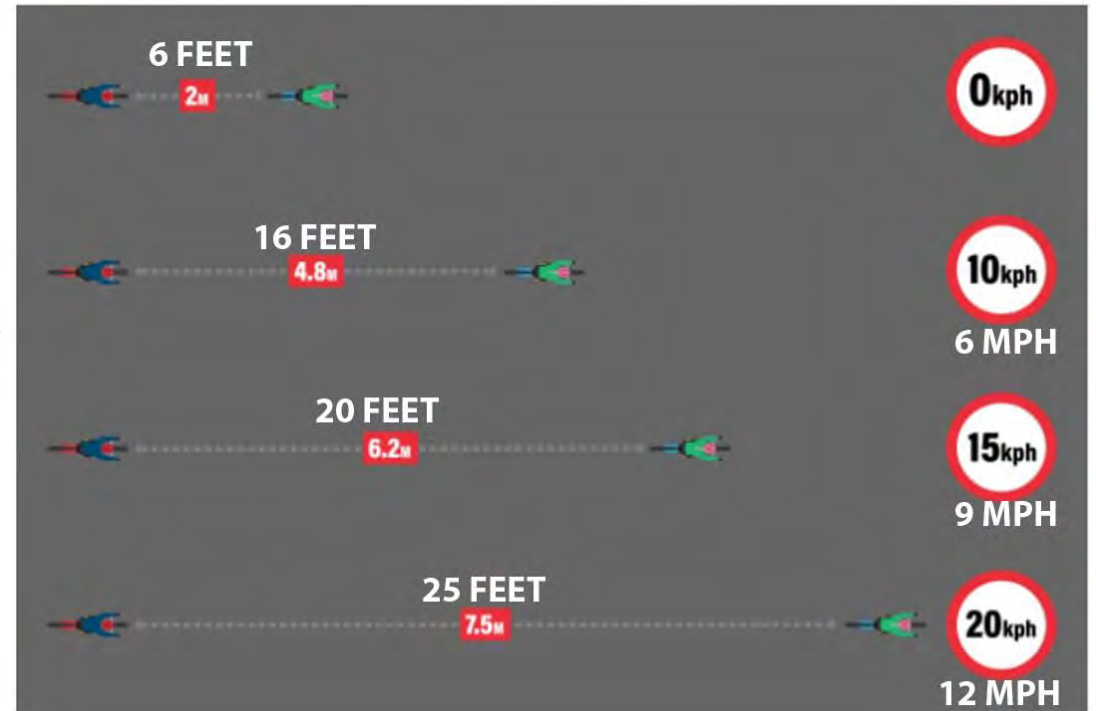 6 FEET
2M
0kph
16 FEET
4.8M
10kph
6 MPH
20 FEET
6.2M
15kph
9 MPH
25 FEET
7.5M
20kph
12 MPH